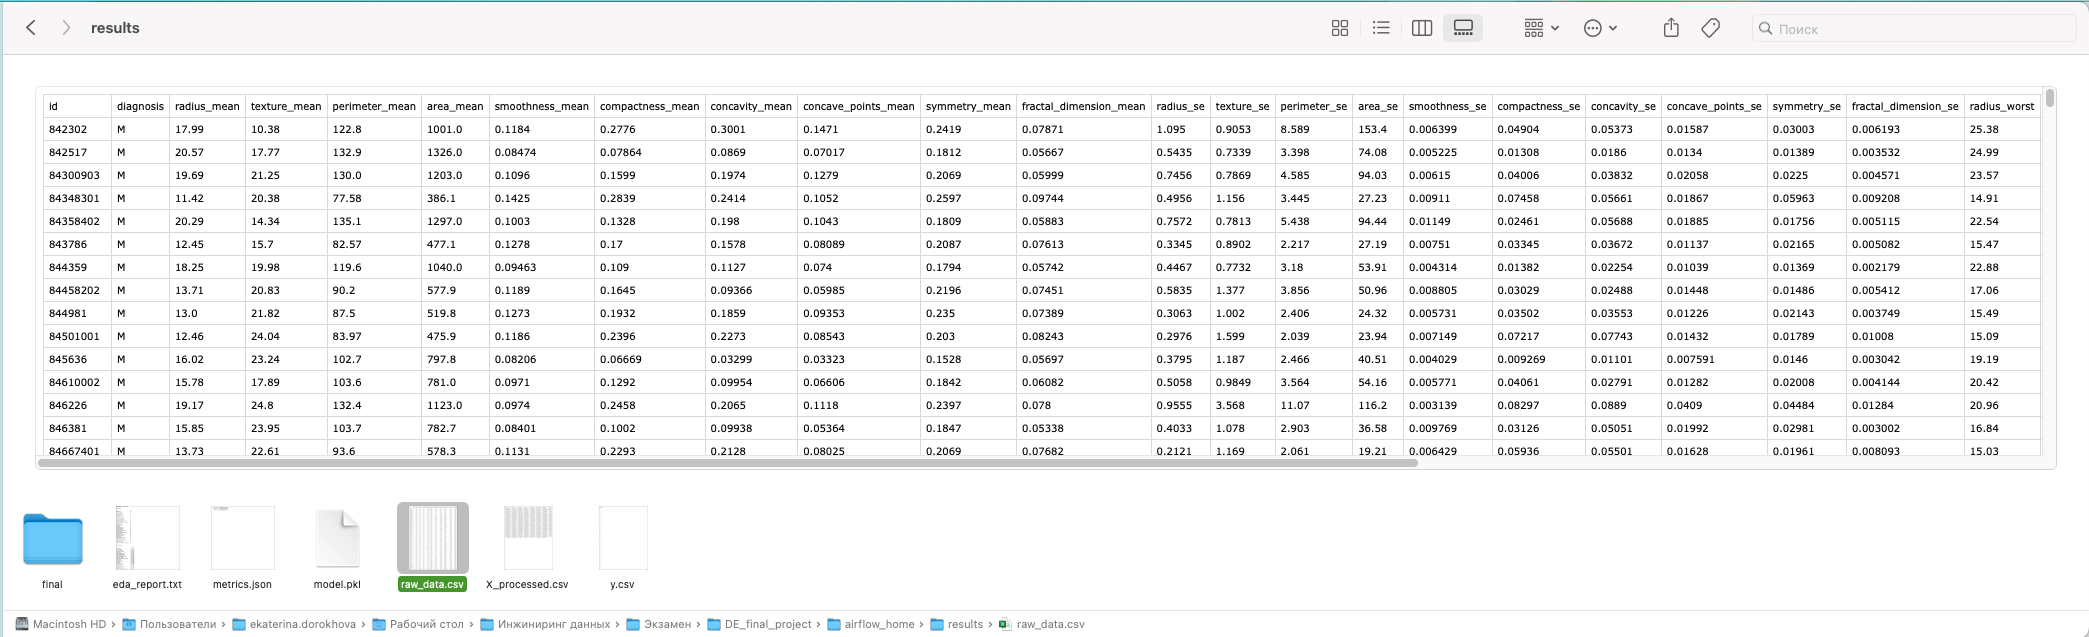 results
Поиск
id diagnosis radius_mean texture_mean perimeter_mean area_mean smoothness_mean compactness_mean concavity_mean concave_points_mean symmetry_mean fractal_dimension_mean radius_se texture_se perimeter_se area_se smoothness_se compactness_se concavity_se concave_points_se symmetry_se fractal_dimension_se radius_worst
842302 M 17.99 10.38 122.8 1001.0 0.1184 0.2776 0.3001 0.1471 0.2419 0.07871 1.095 0.9053 8.589 153.4 0.006399 0.04904 0.05373 0.01587 0.03003 0.006193 25.38
842517 M 20.57 17.77 132.9 1326.0 0.08474 0.07864 0.0869 0.07017 0.1812 0.05667 0.5435 0.7339 3.398 74.08 0.005225 0.01308 0.0186 0.0134 0.01389 0.003532 24.99
84300903 M 19.69 21.25 130.0 1203.0 0.1096 0.1599 0.1974 0.1279 0.2069 0.05999 0.7456 0.7869 4.585 94.03 0.00615 0.04006 0.03832 0.02058 0.0225 0.004571 23.57
84348301 M 11.42 20.38 77.58 386.1 0.1425 0.2839 0.2414 0.1052 0.2597 0.09744 0.4956 1.156 3.445 27.23 0.00911 0.07458 0.05661 0.01867 0.05963 0.009208 14.91
84358402 M 20.29 14.34 135.1 1297.0 0.1003 0.1328 0.198 0.1043 0.1809 0.05883 0.7572 0.7813 5.438 94.44 0.01149 0.02461 0.05688 0.01885 0.01756 0.005115 22.54
843786 M 12.45 15.7 82.57 477.1 0.1278 0.17 0.1578 0.08089 0.2087 0.07613 0.3345 0.8902 2.217 27.19 0.00751 0.03345 0.03672 0.01137 0.02165 0.005082 15.47
844359 M 18.25 19.98 119.6 1040.0 0.09463 0.109 0.1127 0.074 0.1794 0.05742 0.4467 0.7732 3.18 53.91 0.004314 0.01382 0.02254 0.01039 0.01369 0.002179 22.88
84458202 M 13.71 20.83 90.2 577.9 0.1189 0.1645 0.09366 0.05985 0.2196 0.07451 0.5835 1.377 3.856 50.96 0.008805 0.03029 0.02488 0.01448 0.01486 0.005412 17.06
844981 M 13.0 21.82 87.5 519.8 0.1273 0.1932 0.1859 0.09353 0.235 0.07389 0.3063 1.002 2.406 24.32 0.005731 0.03502 0.03553 0.01226 0.02143 0.003749 15.49
84501001 M 12.46 24.04 83.97 475.9 0.1186 0.2396 0.2273 0.08543 0.203 0.08243 0.2976 1.599 2.039 23.94 0.007149 0.07217 0.07743 0.01432 0.01789 0.01008 15.09
845636 M 16.02 23.24 102.7 797.8 0.08206 0.06669 0.03299 0.03323 0.1528 0.05697 0.3795 1.187 2.466 40.51 0.004029 0.009269 0.01101 0.007591 0.0146 0.003042 19.19
84610002 M 15.78 17.89 103.6 781.0 0.0971 0.1292 0.09954 0.06606 0.1842 0.06082 0.5058 0.9849 3.564 54.16 0.005771 0.04061 0.02791 0.01282 0.02008 0.004144 20.42
846226 M 19.17 24.8 132.4 1123.0 0.0974 0.2458 0.2065 0.1118 0.2397 0.078 0.9555 3.568 11.07 116.2 0.003139 0.08297 0.0889 0.0409 0.04484 0.01284 20.96
846381 M 15.85 23.95 103.7 782.7 0.08401 0.1002 0.09938 0.05364 0.1847 0.05338 0.4033 1.078 2.903 36.58 0.009769 0.03126 0.05051 0.01992 0.02981 0.003002 16.84
84667401 M 13.73 22.61 93.6 578.3 0.1131 0.2293 0.2128 0.08025 0.2069 0.07682 0.2121 1.169 2.061 19.21 0.006429 0.05936 0.05501 0.01628 0.01961 0.008093 15.03
final eda_report.txt metrics.json model.pkl raw_data.csv X_processed.csv y.csv
Macintosh HD › Пользователи › ekaterina.dorokhova › Рабочий стол › Инжиниринг данных › Экзамен › DE_final_project › airflow_home › results › raw_data.csv